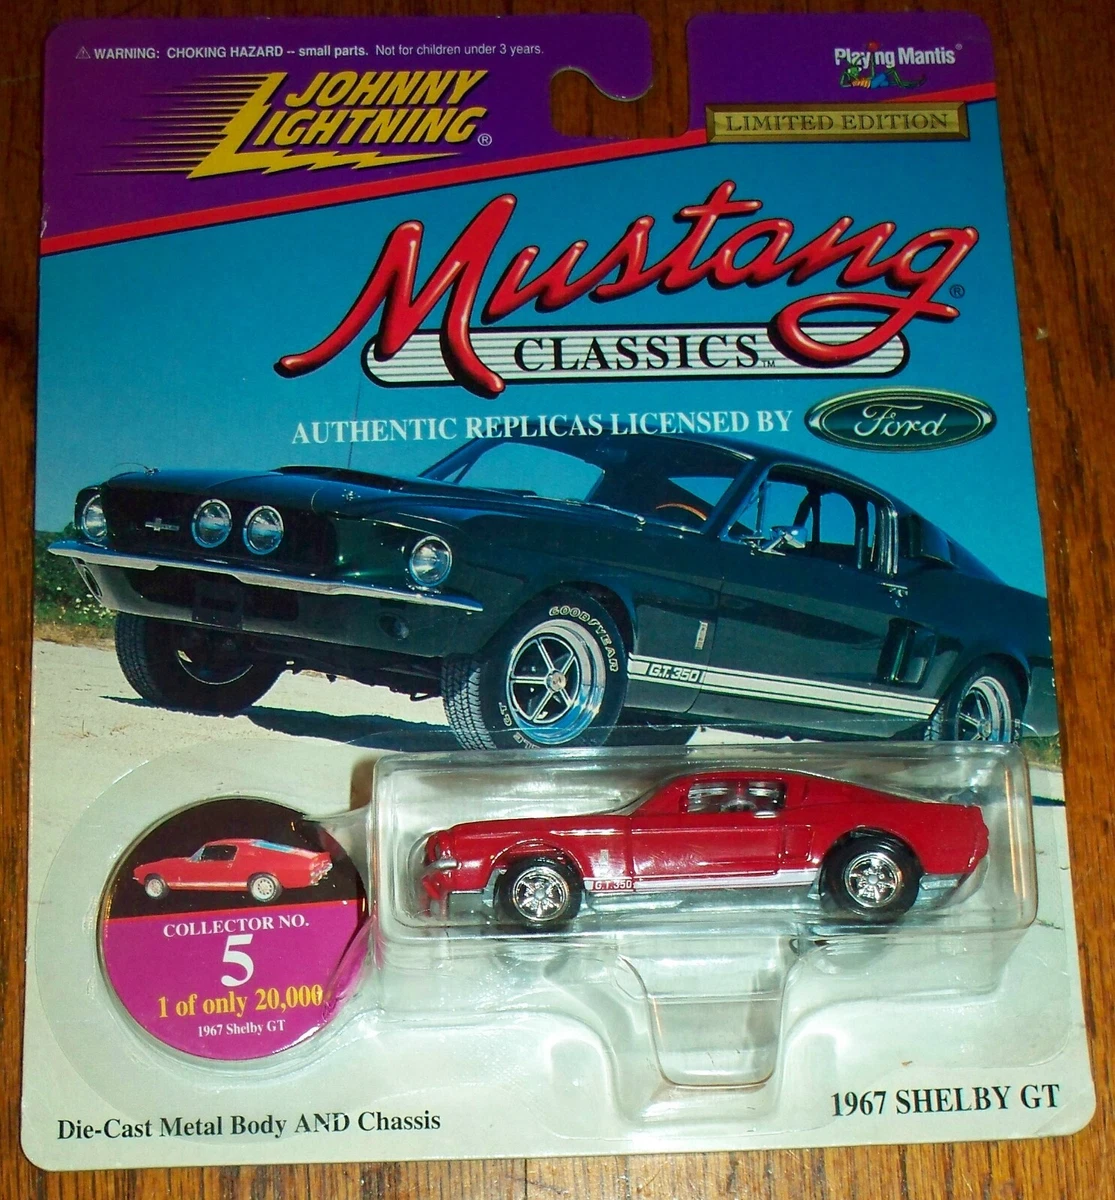 ⚠ WARNING: CHOKING HAZARD -- small parts. Not for children under 3 years.
Playing Mantis®
JOHNNY
LIGHTNING®
LIMITED EDITION
Mustang®
CLASSICS™
AUTHENTIC REPLICAS LICENSED BY Ford
GOODYEAR
G.T.350
G.T.350
COLLECTOR NO.
5
1 of only 20,000
1967 Shelby GT
1967 SHELBY GT
Die-Cast Metal Body AND Chassis